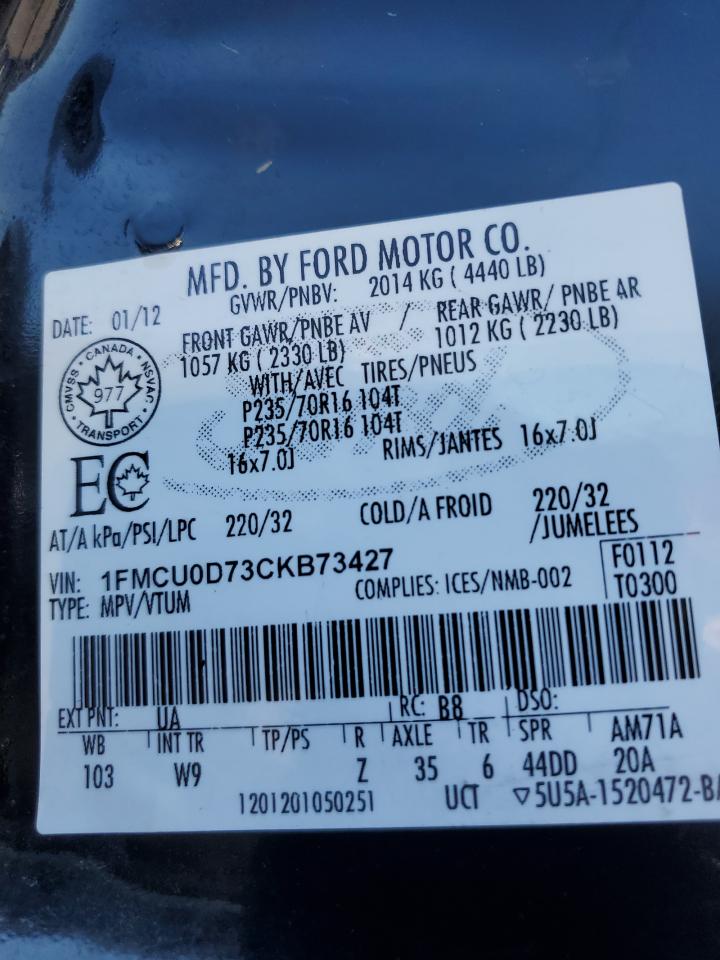 MFD. BY FORD MOTOR CO.
DATE: 01/12
GVWR/PNBV: 2014 KG ( 4440 LB)
FRONT GAWR/PNBE AV / REAR GAWR/ PNBE AR
1057 KG ( 2330 LB) 1012 KG ( 2230 LB)
WITH/AVEC TIRES/PNEUS
P235/70R16 104T
P235/70R16 104T
16x7.0J RIMS/JANTES 16x7.0J
CMVSS • CANADA • NSVAC • TRANSPORT •
977
EC
AT/A kPa/PSI/LPC 220/32 COLD/A FROID 220/32
/JUMELEES
VIN: 1FMCU0D73CKB73427
TYPE: MPV/VTUM COMPLIES: ICES/NMB-002
F0112
T0300
EXT PNT: UA RC: B8 DSO:
WB INT TR TP/PS R AXLE TR SPR AM71A
103 W9 Z 35 6 44DD 20A
1201201050251 UCT ▽5U5A-1520472-BA